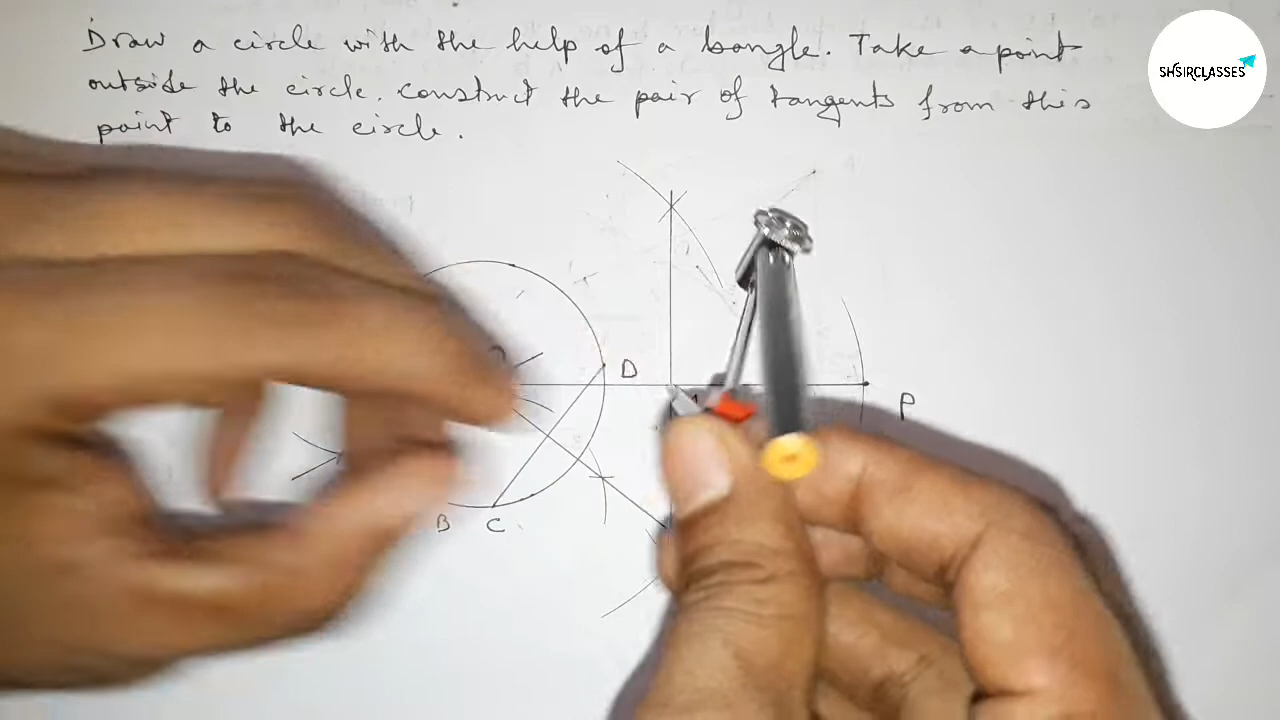 Draw a circle with the help of a bangle. Take a point
outside the circle. construct the pair of tangents from this
point to the circle.
SHSIRCLASSES
D
P
B C